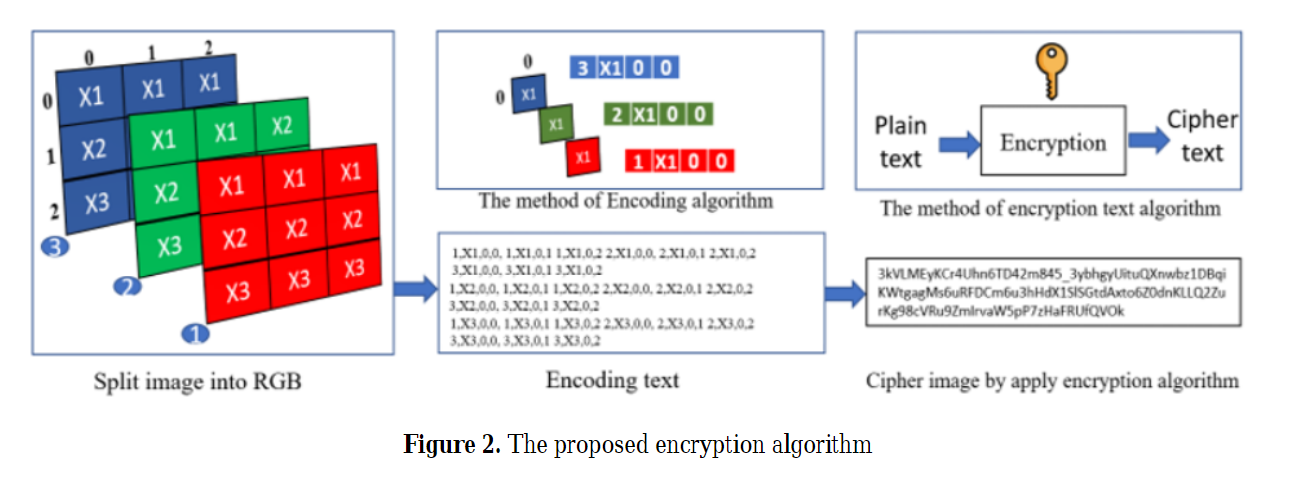 0 1 2
0 X1 X1 X1
1 X2
2 X3
3
X1 X1 X2
X2
X3
2
X1 X1 X1
X2 X2 X2
X3 X3 X3
1
Split image into RGB
0
0 X1
3 X1 0 0
X1
2 X1 0 0
X1
1 X1 0 0
The method of Encoding algorithm
1,X1,0,0, 1,X1,0,1 1,X1,0,2 2,X1,0,0, 2,X1,0,1 2,X1,0,2
3,X1,0,0, 3,X1,0,1 3,X1,0,2
1,X2,0,0, 1,X2,0,1 1,X2,0,2 2,X2,0,0, 2,X2,0,1 2,X2,0,2
3,X2,0,0, 3,X2,0,1 3,X2,0,2
1,X3,0,0, 1,X3,0,1 1,X3,0,2 2,X3,0,0, 2,X3,0,1 2,X3,0,2
3,X3,0,0, 3,X3,0,1 3,X3,0,2
Encoding text
Plain
text
Encryption
Cipher
text
The method of encryption text algorithm
3kVLMEyKCr4Uhn6TD42m845_3ybhgyUituQXnwbz1DBqi
KWtgagMs6uRFDCm6u3hHdX1SlSGtdAxto6Z0dnKLLQ2Zu
rKg98cVRu9ZmIrvaW5pP7zHaFRUfQVOk
Cipher image by apply encryption algorithm
Figure 2. The proposed encryption algorithm